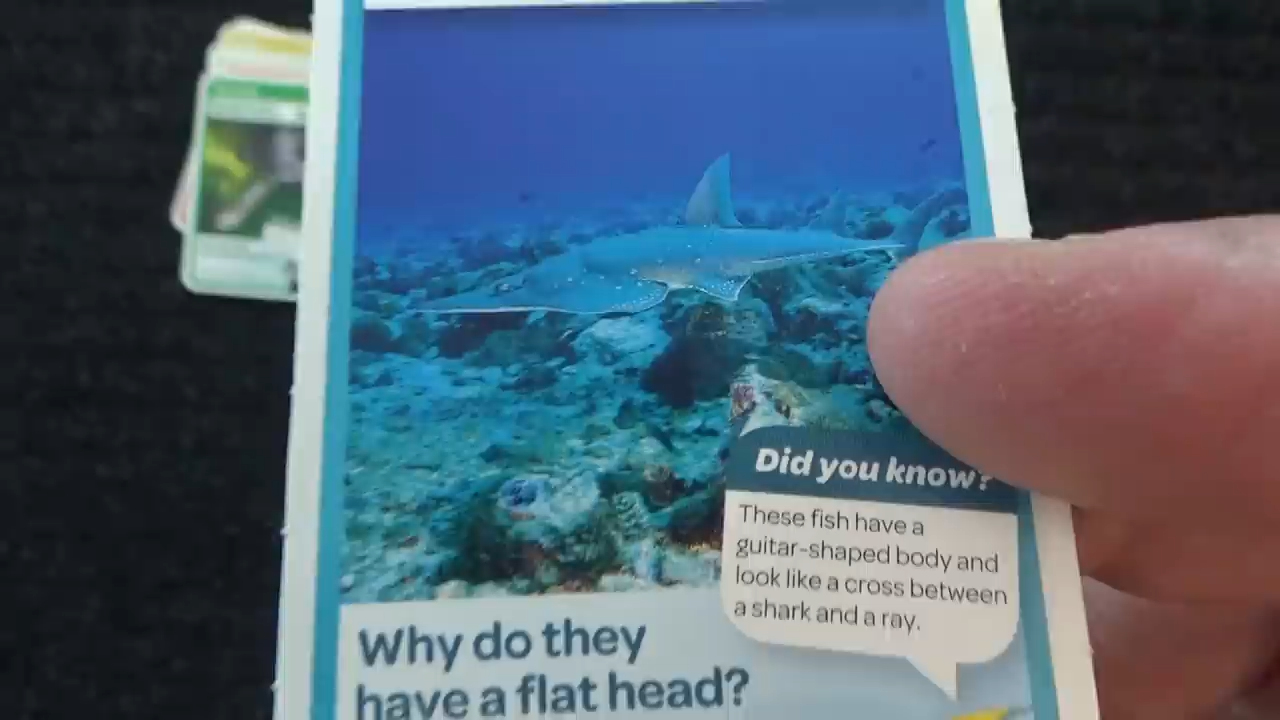 Did you know?
These fish have a
guitar-shaped body and
look like a cross between
a shark and a ray.
Why do they
have a flat head?